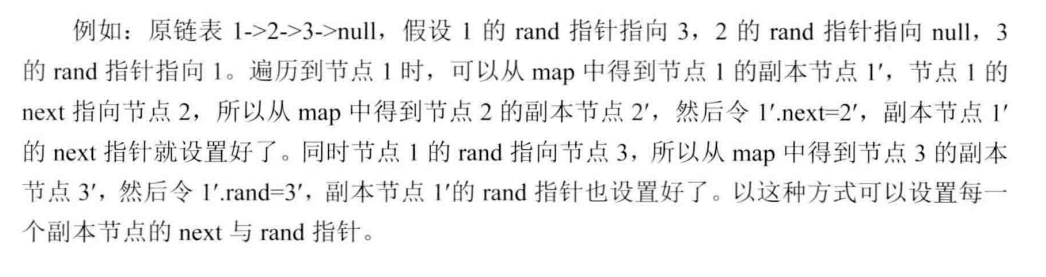 例如：原链表 1->2->3->null，假设 1 的 rand 指针指向 3，2 的 rand 指针指向 null，3
的 rand 指针指向 1。遍历到节点 1 时，可以从 map 中得到节点 1 的副本节点 1′，节点 1 的
next 指向节点 2，所以从 map 中得到节点 2 的副本节点 2′，然后令 1′.next=2′，副本节点 1′
的 next 指针就设置好了。同时节点 1 的 rand 指向节点 3，所以从 map 中得到节点 3 的副本
节点 3′，然后令 1′.rand=3′，副本节点 1′的 rand 指针也设置好了。以这种方式可以设置每一
个副本节点的 next 与 rand 指针。